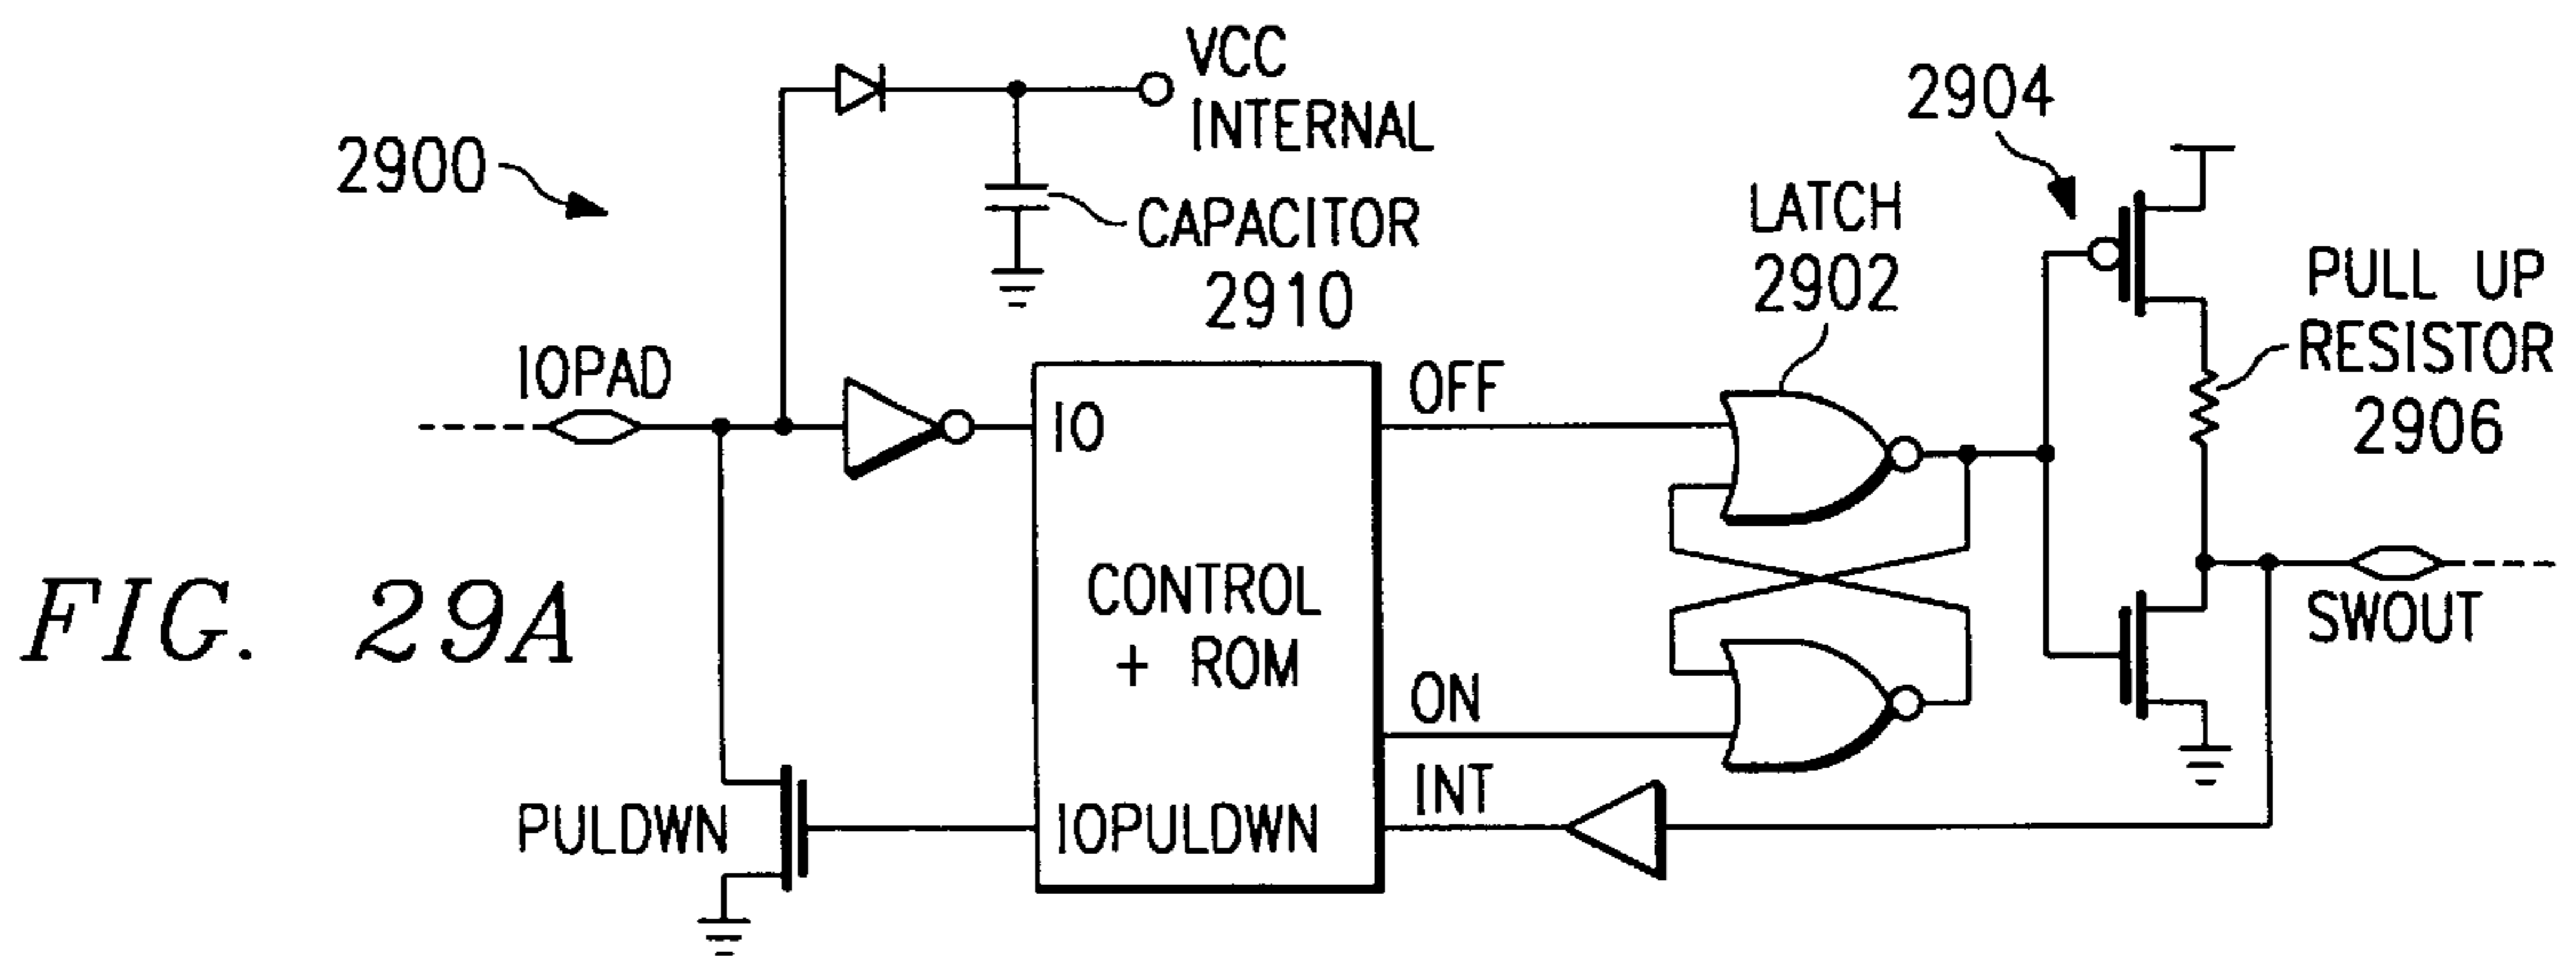 VCC
INTERNAL
2900
CAPACITOR
2910
2904
LATCH
2902
PULL UP
RESISTOR
2906
IOPAD
IO
OFF
CONTROL
+ ROM
ON
INT
IOPULDWN
PULDWN
SWOUT
FIG. 29A